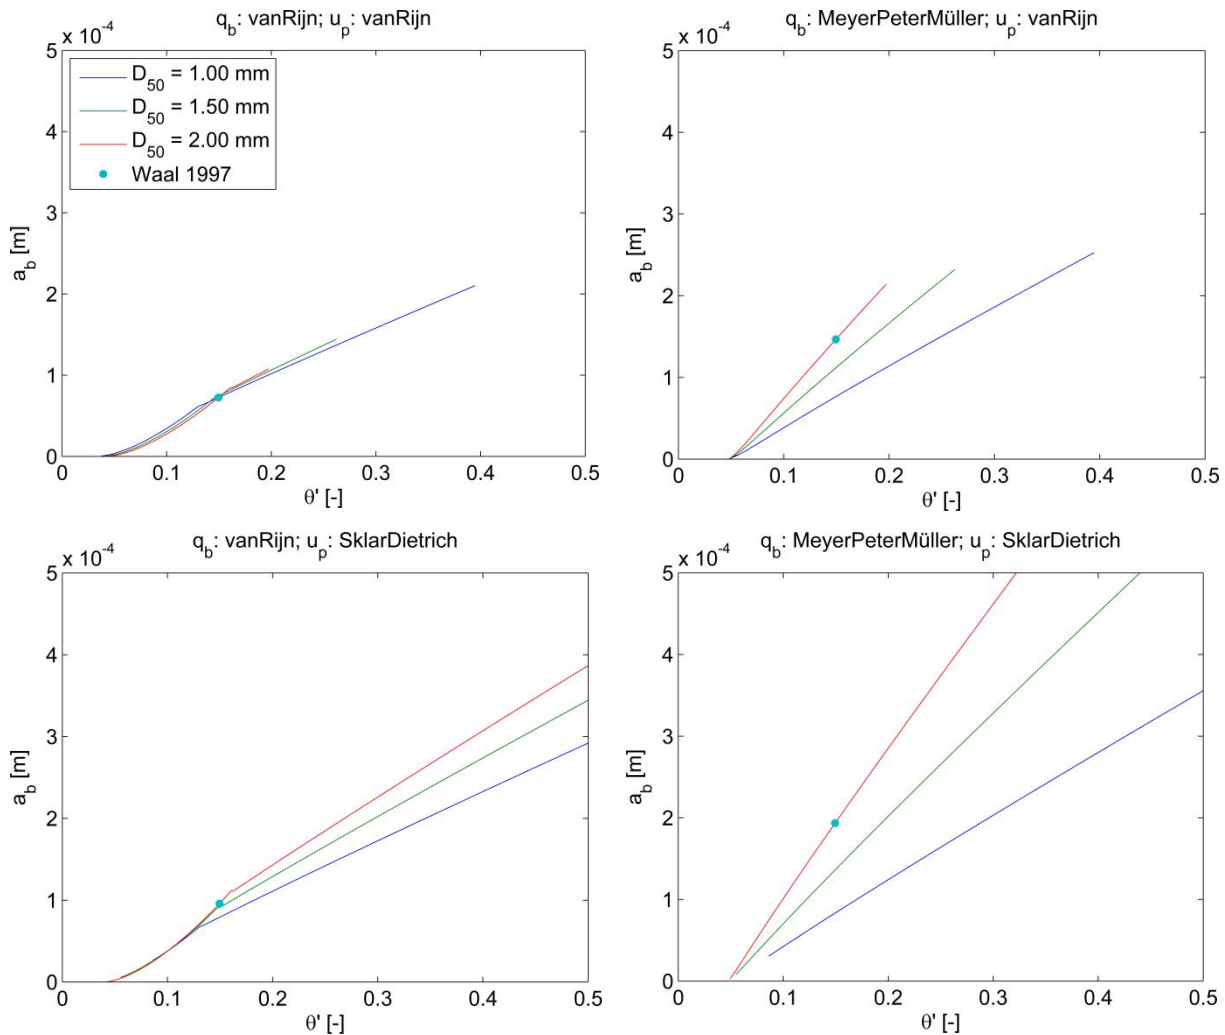 q_b: vanRijn; u_p: vanRijn
x 10^-4
5
4
3
2
1
0
a_b [m]
D_50 = 1.00 mm
D_50 = 1.50 mm
D_50 = 2.00 mm
Waal 1997
0 0.1 0.2 0.3 0.4 0.5
θ' [-]
q_b: MeyerPeterMüller; u_p: vanRijn
x 10^-4
5
4
3
2
1
0
a_b [m]
0 0.1 0.2 0.3 0.4 0.5
θ' [-]
q_b: vanRijn; u_p: SklarDietrich
x 10^-4
5
4
3
2
1
0
a_b [m]
0 0.1 0.2 0.3 0.4 0.5
θ' [-]
q_b: MeyerPeterMüller; u_p: SklarDietrich
x 10^-4
5
4
3
2
1
0
a_b [m]
0 0.1 0.2 0.3 0.4 0.5
θ' [-]